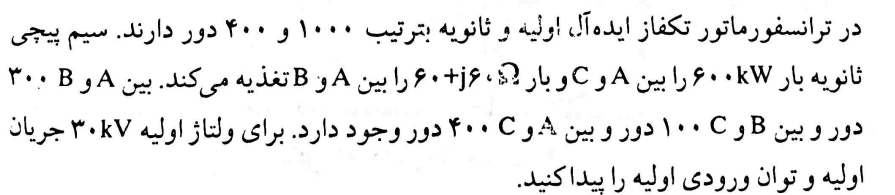 در ترانسفورماتور تکفاز ایده‌آل اولیه و ثانویه بترتیب ۱۰۰۰ و ۴۰۰ دور دارند. سیم پیچی
ثانویه بار ۶۰۰kW را بین A و C و بار ۶۰+j۶۰Ω را بین A و B تغذیه می‌کند. بین A و B ۳۰۰
دور و بین B و C ۱۰۰ دور و بین A و C ۴۰۰ دور وجود دارد. برای ولتاژ اولیه ۳۰kV جریان
اولیه و توان ورودی اولیه را پیدا کنید.